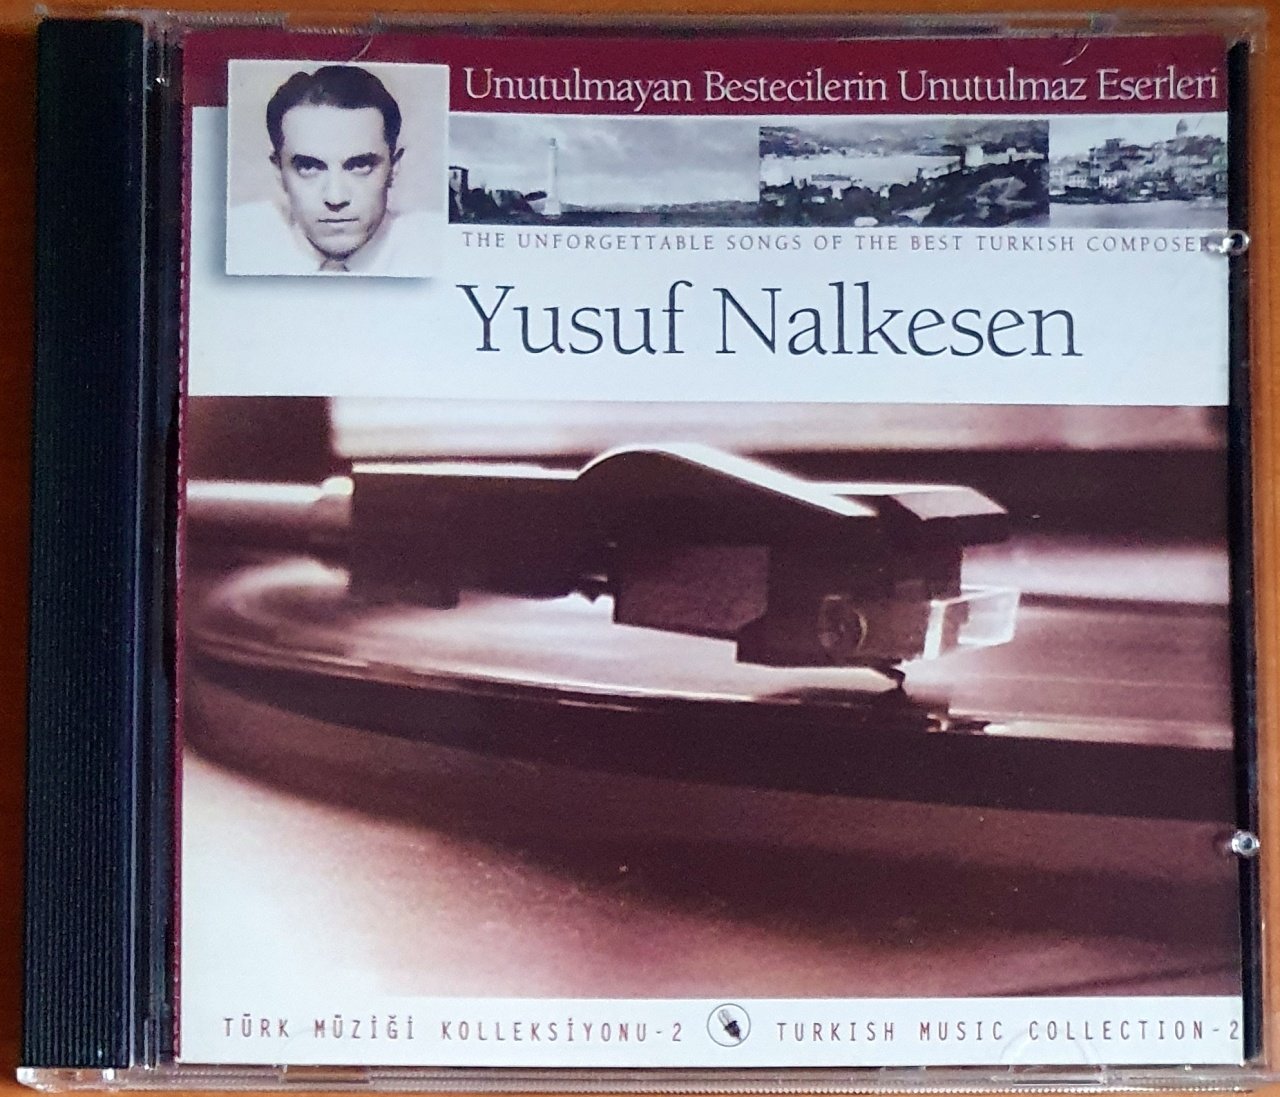 Unutulmayan Bestecilerin Unutulmaz Eserleri
THE UNFORGETTABLE SONGS OF THE BEST TURKISH COMPOSER
Yusuf Nalkesen
TÜRK MÜZİĞİ KOLLEKSİYONU-2
TURKISH MUSIC COLLECTION-2